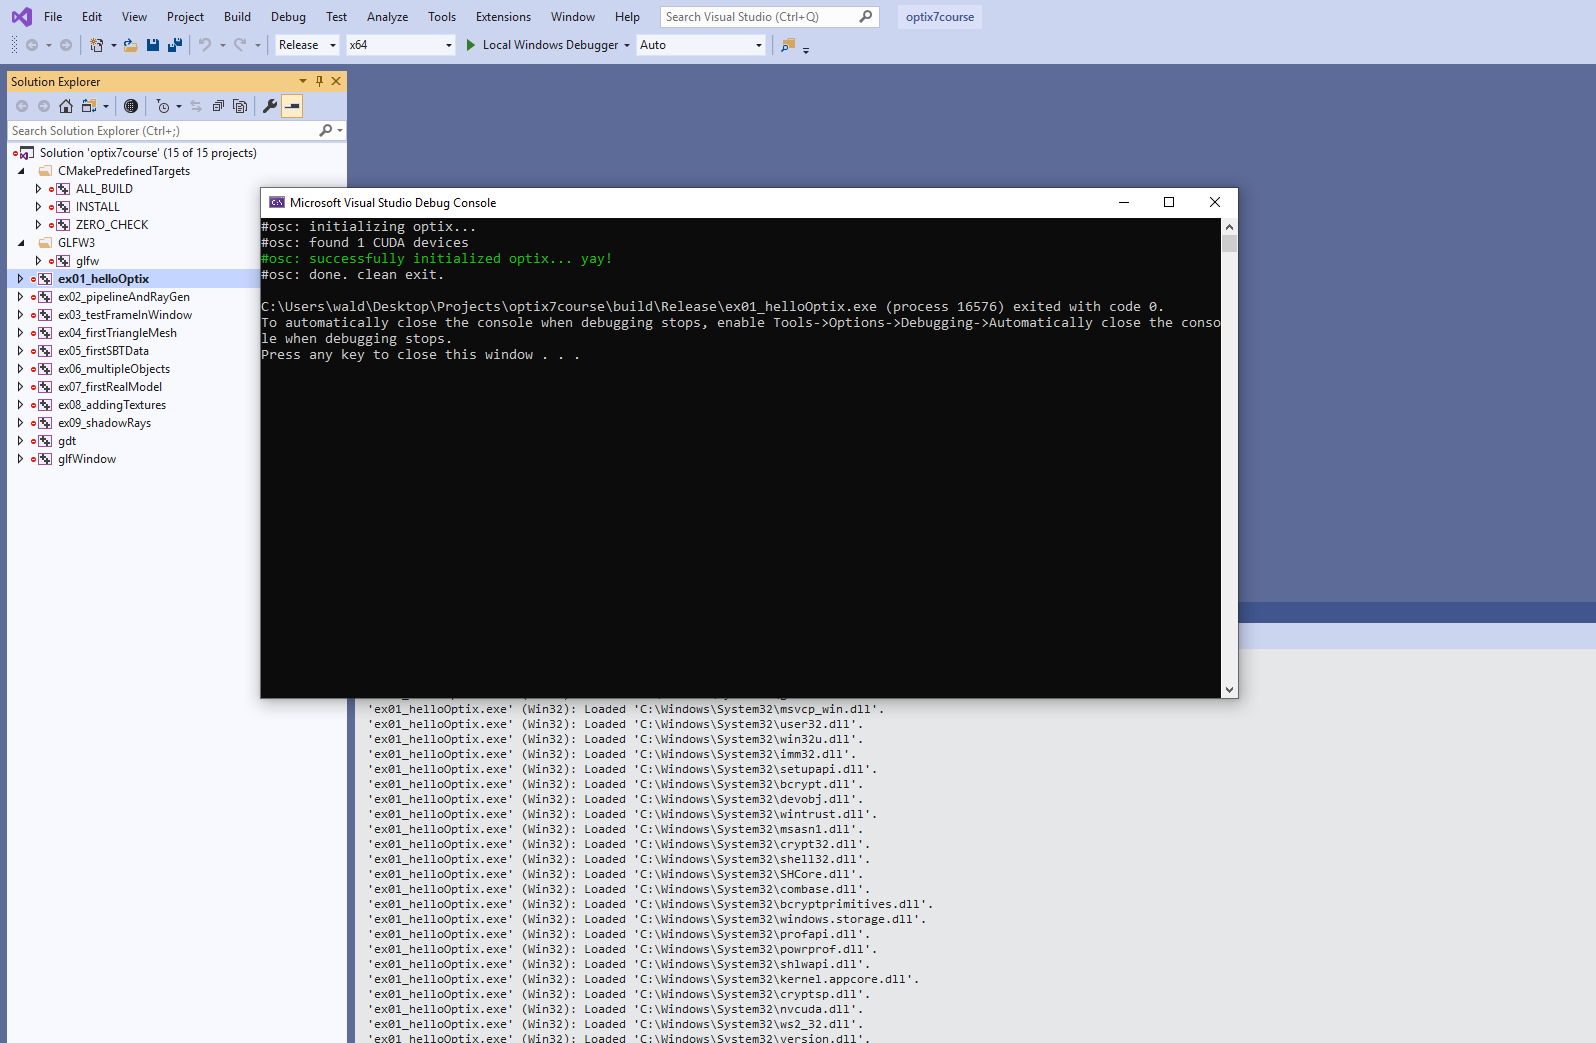 File Edit View Project Build Debug Test Analyze Tools Extensions Window Help Search Visual Studio (Ctrl+Q) optix7course
Release x64 Local Windows Debugger Auto
Solution Explorer
Search Solution Explorer (Ctrl+;)
Solution 'optix7course' (15 of 15 projects)
CMakePredefinedTargets
ALL_BUILD
INSTALL
ZERO_CHECK
GLFW3
glfw
ex01_helloOptix
ex02_pipelineAndRayGen
ex03_testFrameInWindow
ex04_firstTriangleMesh
ex05_firstSBTData
ex06_multipleObjects
ex07_firstRealModel
ex08_addingTextures
ex09_shadowRays
gdt
glfWindow
Microsoft Visual Studio Debug Console
#osc: initializing optix...
#osc: found 1 CUDA devices
#osc: successfully initialized optix... yay!
#osc: done. clean exit.
C:\Users\wald\Desktop\Projects\optix7course\build\Release\ex01_helloOptix.exe (process 16576) exited with code 0.
To automatically close the console when debugging stops, enable Tools->Options->Debugging->Automatically close the conso
le when debugging stops.
Press any key to close this window . . .
'ex01_helloOptix.exe' (Win32): Loaded 'C:\Windows\System32\msvcp_win.dll'.
'ex01_helloOptix.exe' (Win32): Loaded 'C:\Windows\System32\user32.dll'.
'ex01_helloOptix.exe' (Win32): Loaded 'C:\Windows\System32\win32u.dll'.
'ex01_helloOptix.exe' (Win32): Loaded 'C:\Windows\System32\imm32.dll'.
'ex01_helloOptix.exe' (Win32): Loaded 'C:\Windows\System32\setupapi.dll'.
'ex01_helloOptix.exe' (Win32): Loaded 'C:\Windows\System32\bcrypt.dll'.
'ex01_helloOptix.exe' (Win32): Loaded 'C:\Windows\System32\devobj.dll'.
'ex01_helloOptix.exe' (Win32): Loaded 'C:\Windows\System32\wintrust.dll'.
'ex01_helloOptix.exe' (Win32): Loaded 'C:\Windows\System32\msasn1.dll'.
'ex01_helloOptix.exe' (Win32): Loaded 'C:\Windows\System32\crypt32.dll'.
'ex01_helloOptix.exe' (Win32): Loaded 'C:\Windows\System32\shell32.dll'.
'ex01_helloOptix.exe' (Win32): Loaded 'C:\Windows\System32\SHCore.dll'.
'ex01_helloOptix.exe' (Win32): Loaded 'C:\Windows\System32\combase.dll'.
'ex01_helloOptix.exe' (Win32): Loaded 'C:\Windows\System32\bcryptprimitives.dll'.
'ex01_helloOptix.exe' (Win32): Loaded 'C:\Windows\System32\windows.storage.dll'.
'ex01_helloOptix.exe' (Win32): Loaded 'C:\Windows\System32\profapi.dll'.
'ex01_helloOptix.exe' (Win32): Loaded 'C:\Windows\System32\powrprof.dll'.
'ex01_helloOptix.exe' (Win32): Loaded 'C:\Windows\System32\shlwapi.dll'.
'ex01_helloOptix.exe' (Win32): Loaded 'C:\Windows\System32\kernel.appcore.dll'.
'ex01_helloOptix.exe' (Win32): Loaded 'C:\Windows\System32\cryptsp.dll'.
'ex01_helloOptix.exe' (Win32): Loaded 'C:\Windows\System32\nvcuda.dll'.
'ex01_helloOptix.exe' (Win32): Loaded 'C:\Windows\System32\ws2_32.dll'.
'ex01_helloOptix.exe' (Win32): Loaded 'C:\Windows\System32\version.dll'.